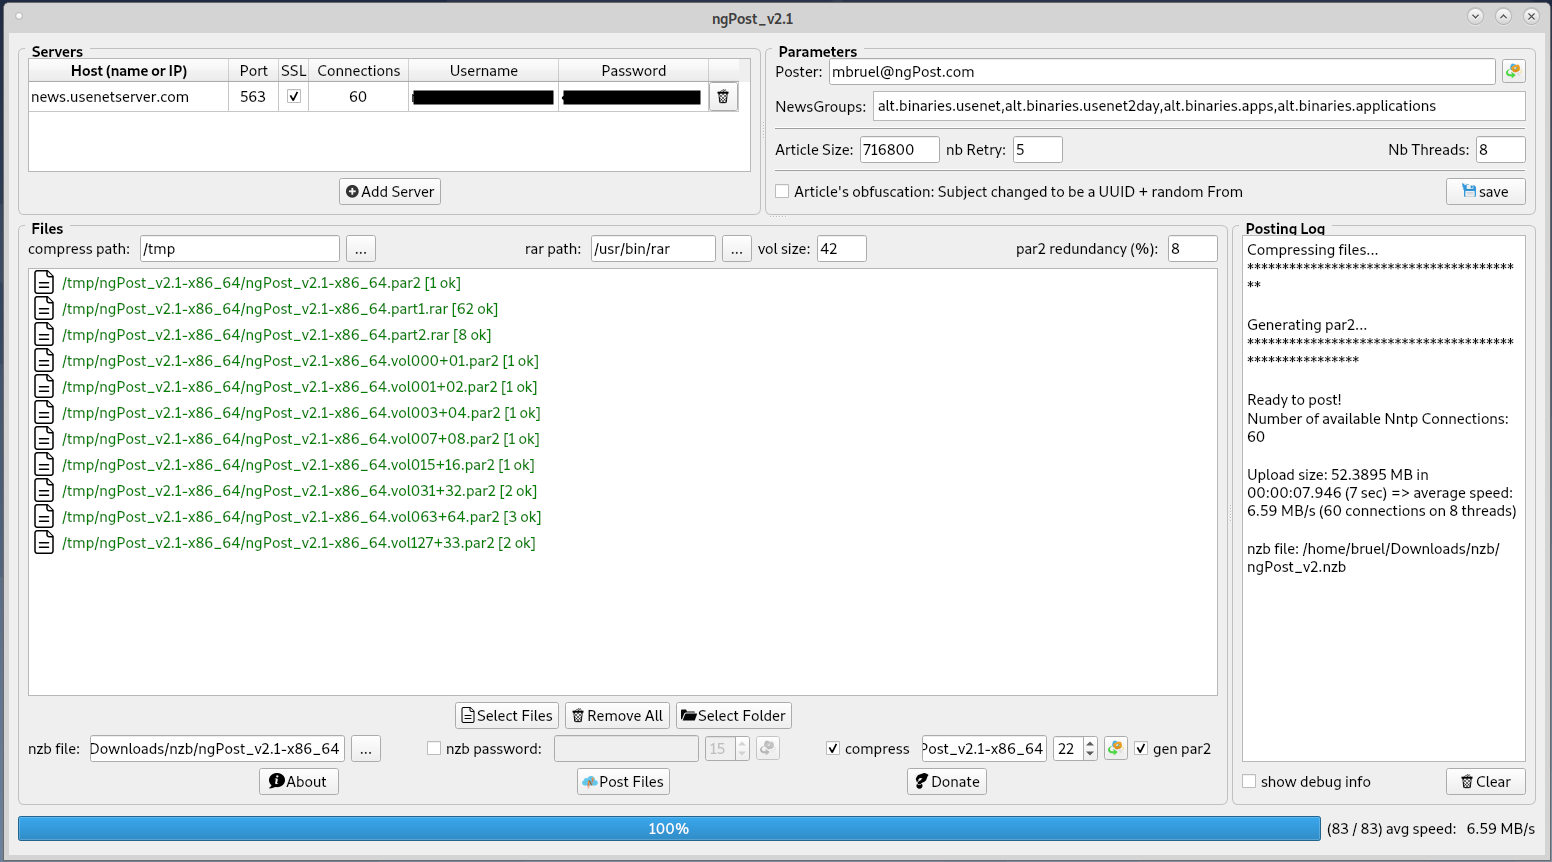 ngPost_v2.1
Servers
Host (name or IP) Port SSL Connections Username Password
news.usenetserver.com 563 60
Add Server
Parameters
Poster: mbruel@ngPost.com
NewsGroups: alt.binaries.usenet,alt.binaries.usenet2day,alt.binaries.apps,alt.binaries.applications
Article Size: 716800 nb Retry: 5 Nb Threads: 8
Article's obfuscation: Subject changed to be a UUID + random From save
Files
compress path: /tmp ... rar path: /usr/bin/rar ... vol size: 42 par2 redundancy (%): 8
/tmp/ngPost_v2.1-x86_64/ngPost_v2.1-x86_64.par2 [1 ok]
/tmp/ngPost_v2.1-x86_64/ngPost_v2.1-x86_64.part1.rar [62 ok]
/tmp/ngPost_v2.1-x86_64/ngPost_v2.1-x86_64.part2.rar [8 ok]
/tmp/ngPost_v2.1-x86_64/ngPost_v2.1-x86_64.vol000+01.par2 [1 ok]
/tmp/ngPost_v2.1-x86_64/ngPost_v2.1-x86_64.vol001+02.par2 [1 ok]
/tmp/ngPost_v2.1-x86_64/ngPost_v2.1-x86_64.vol003+04.par2 [1 ok]
/tmp/ngPost_v2.1-x86_64/ngPost_v2.1-x86_64.vol007+08.par2 [1 ok]
/tmp/ngPost_v2.1-x86_64/ngPost_v2.1-x86_64.vol015+16.par2 [1 ok]
/tmp/ngPost_v2.1-x86_64/ngPost_v2.1-x86_64.vol031+32.par2 [2 ok]
/tmp/ngPost_v2.1-x86_64/ngPost_v2.1-x86_64.vol063+64.par2 [3 ok]
/tmp/ngPost_v2.1-x86_64/ngPost_v2.1-x86_64.vol127+33.par2 [2 ok]
Select Files Remove All Select Folder
nzb file: Downloads/nzb/ngPost_v2.1-x86_64 ... nzb password: 15 compress Post_v2.1-x86_64 22 gen par2
About Post Files Donate
Posting Log
Compressing files...
**************************************
**
Generating par2...
**************************************
****************
Ready to post!
Number of available Nntp Connections:
60
Upload size: 52.3895 MB in
00:00:07.946 (7 sec) => average speed:
6.59 MB/s (60 connections on 8 threads)
nzb file: /home/bruel/Downloads/nzb/
ngPost_v2.nzb
show debug info Clear
100% (83 / 83) avg speed: 6.59 MB/s